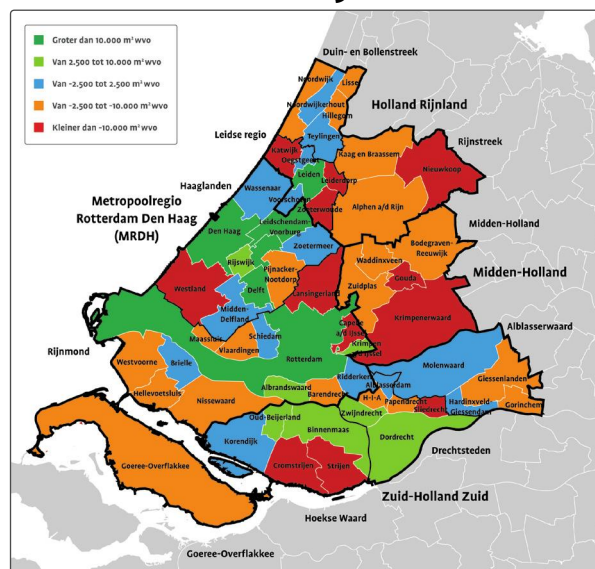 Groter dan 10.000 m² wvo
Van 2.500 tot 10.000 m² wvo
Van -2.500 tot 2.500 m² wvo
Van -2.500 tot -10.000 m² wvo
Kleiner dan -10.000 m² wvo
Duin- en Bollenstreek
Noordwijk
Lisse
Noordwijkerhout
Hillegom
Holland Rijnland
Teylingen
Leidse regio
Rijnstreek
Katwijk
Oegstgeest
Kaag en Braassem
Nieuwkoop
Leiden
Leiderdorp
Haaglanden
Wassenaar
Voorschoten
Zoeterwoude
Alphen a/d Rijn
Metropoolregio
Rotterdam Den Haag
(MRDH)
Leidschendam-
Voorburg
Den Haag
Midden-Holland
Zoetermeer
Bodegraven-
Reeuwijk
Waddinxveen
Rijswijk
Pijnacker-
Nootdorp
Midden-Holland
Gouda
Zuidplas
Westland
Delft
Lansingerland
Midden-
Delfland
Krimpenerwaard
Capelle
a/d IJssel
Alblasserwaard
Rijnmond
Maassluis
Schiedam
Krimpen
a/d IJssel
Vlaardingen
Rotterdam
Westvoorne
Brielle
Molenwaard
Ridderkerk
Giessenlanden
Alblasserdam
Albrandswaard
Hellevoetsluis
Nissewaard
Barendrecht
H-I-A
Papendrecht
Hardinxveld
Giessendam
Gorinchem
Sliedrecht
Zwijndrecht
Oud-Beijerland
Binnenmaas
Korendijk
Dordrecht
Drechtsteden
Goeree-Overflakkee
Cromstrijen
Strijen
Zuid-Holland Zuid
Hoekse Waard
Goeree-Overflakkee